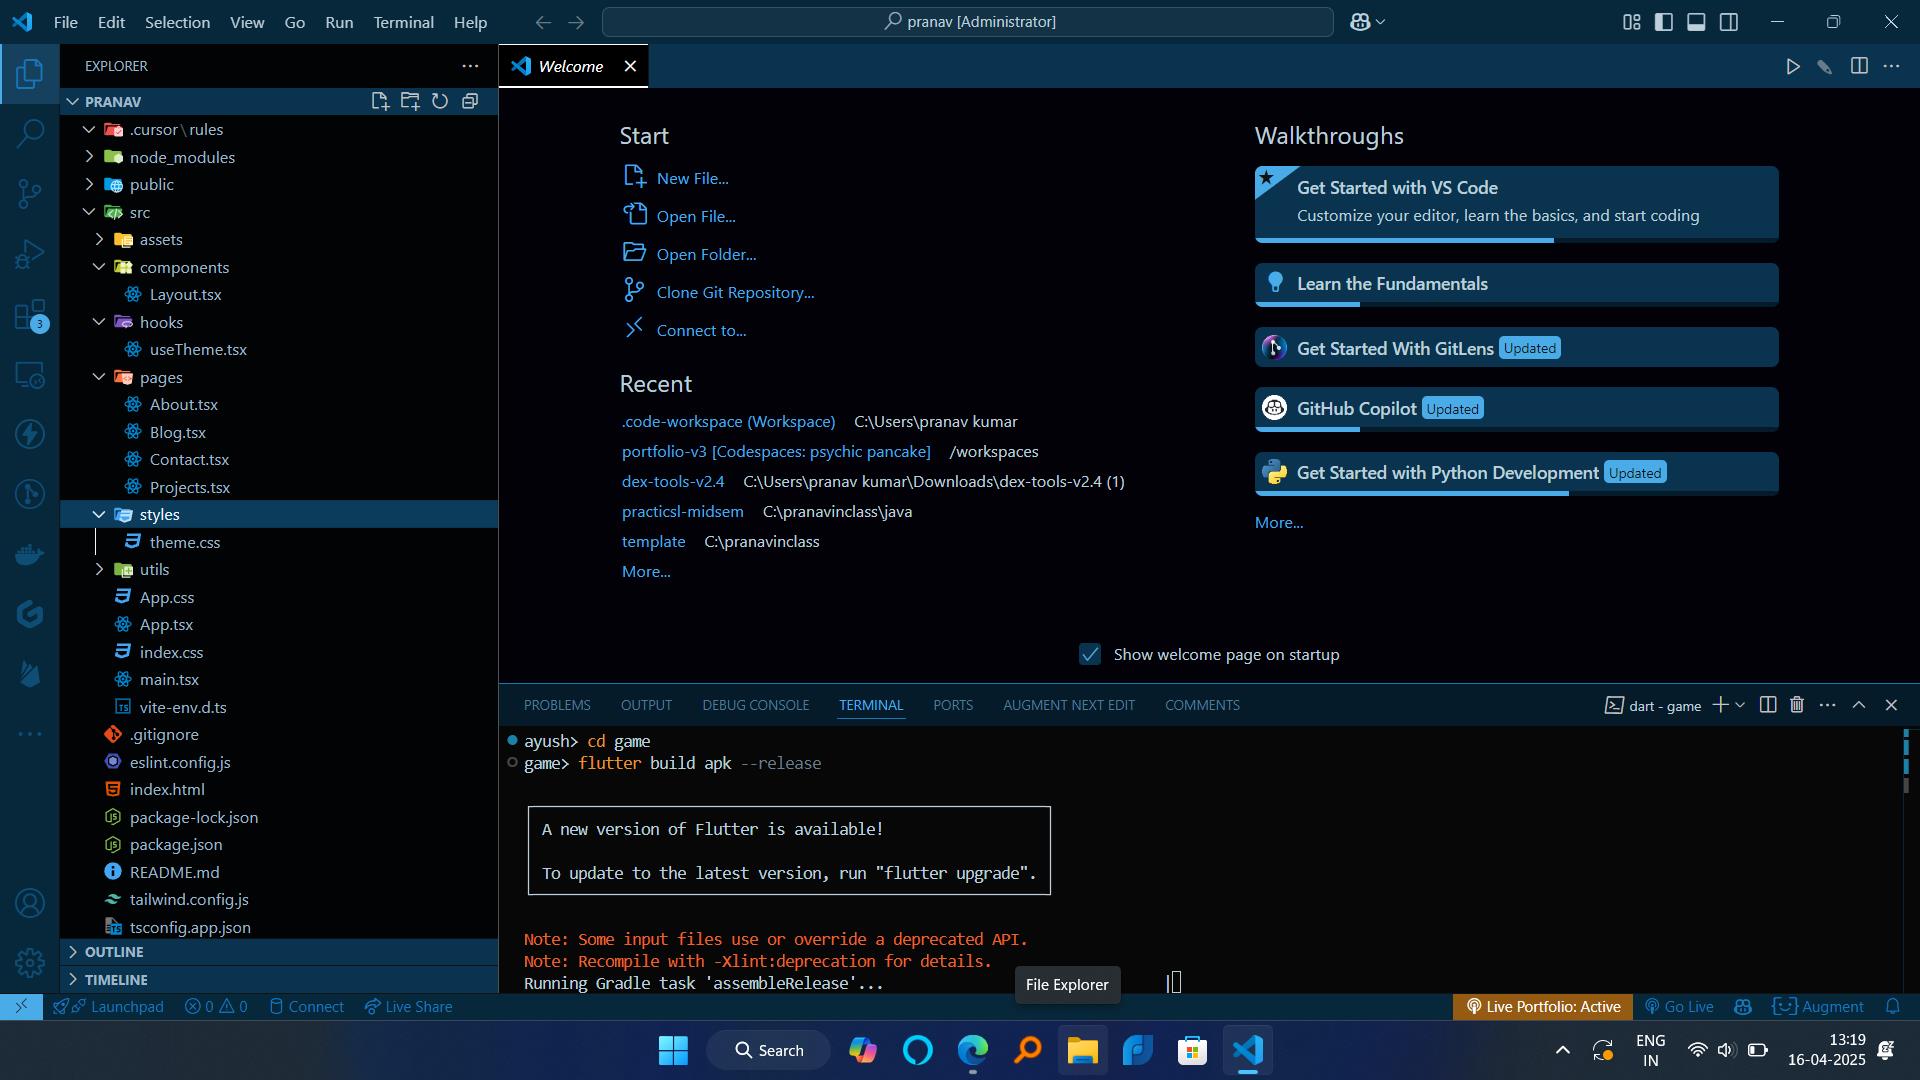 File Edit Selection View Go Run Terminal Help
pranav [Administrator]
EXPLORER
PRANAV
.cursor\rules
node_modules
public
src
assets
components
Layout.tsx
hooks
useTheme.tsx
pages
About.tsx
Blog.tsx
Contact.tsx
Projects.tsx
styles
theme.css
utils
App.css
App.tsx
index.css
main.tsx
TS vite-env.d.ts
.gitignore
eslint.config.js
index.html
package-lock.json
package.json
README.md
tailwind.config.js
tsconfig.app.json
OUTLINE
TIMELINE
3
Welcome
Start
New File...
Open File...
Open Folder...
Clone Git Repository...
Connect to...
Recent
.code-workspace (Workspace) C:\Users\pranav kumar
portfolio-v3 [Codespaces: psychic pancake] /workspaces
dex-tools-v2.4 C:\Users\pranav kumar\Downloads\dex-tools-v2.4 (1)
practicsl-midsem C:\pranavinclass\java
template C:\pranavinclass
More...
Walkthroughs
Get Started with VS Code
Customize your editor, learn the basics, and start coding
Learn the Fundamentals
Get Started With GitLens Updated
GitHub Copilot Updated
Get Started with Python Development Updated
More...
Show welcome page on startup
PROBLEMS OUTPUT DEBUG CONSOLE TERMINAL PORTS AUGMENT NEXT EDIT COMMENTS
dart - game
ayush> cd game
game> flutter build apk --release
A new version of Flutter is available!
To update to the latest version, run "flutter upgrade".
Note: Some input files use or override a deprecated API.
Note: Recompile with -Xlint:deprecation for details.
Running Gradle task 'assembleRelease'...
File Explorer
Launchpad 0 0 Connect Live Share
Live Portfolio: Active Go Live Augment
Search
ENG
IN
13:19
16-04-2025